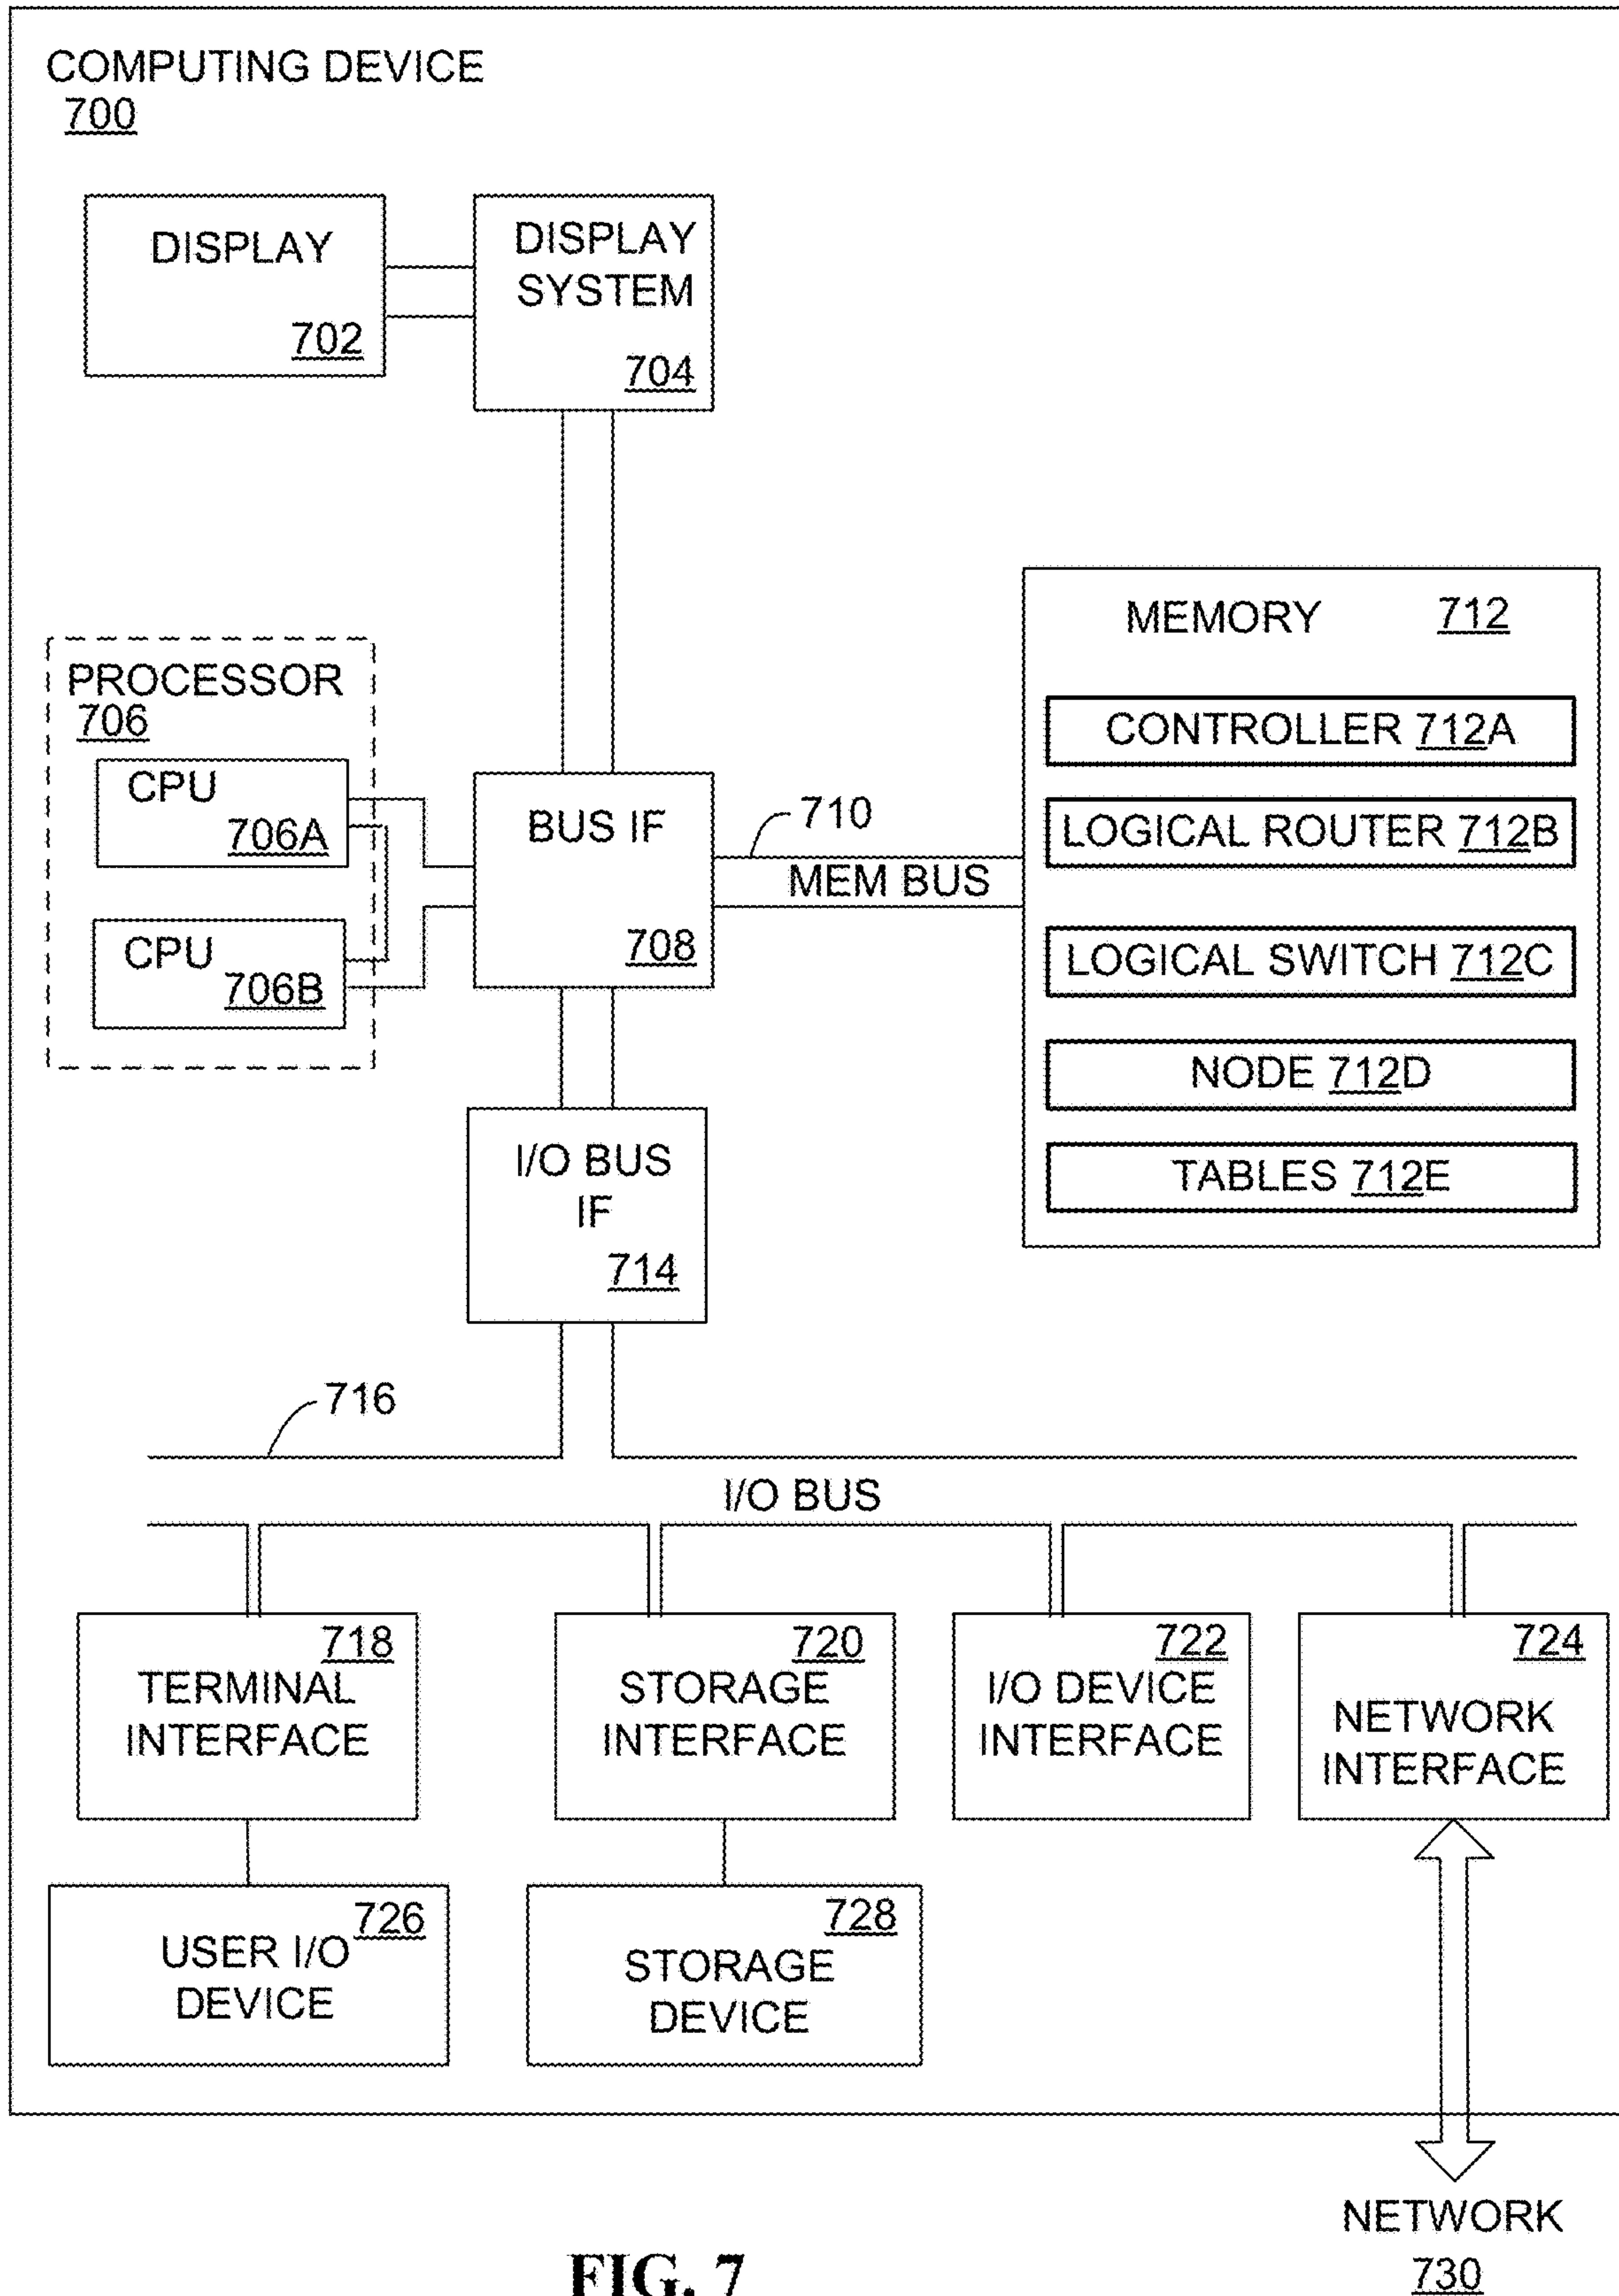 COMPUTING DEVICE
700
DISPLAY
702
DISPLAY
SYSTEM
704
PROCESSOR
706
CPU
706A
CPU
706B
BUS IF
708
710
MEM BUS
MEMORY 712
CONTROLLER 712A
LOGICAL ROUTER 712B
LOGICAL SWITCH 712C
NODE 712D
TABLES 712E
I/O BUS
IF
714
716
I/O BUS
718
TERMINAL
INTERFACE
720
STORAGE
INTERFACE
722
I/O DEVICE
INTERFACE
724
NETWORK
INTERFACE
726
USER I/O
DEVICE
728
STORAGE
DEVICE
NETWORK
730
FIG. 7